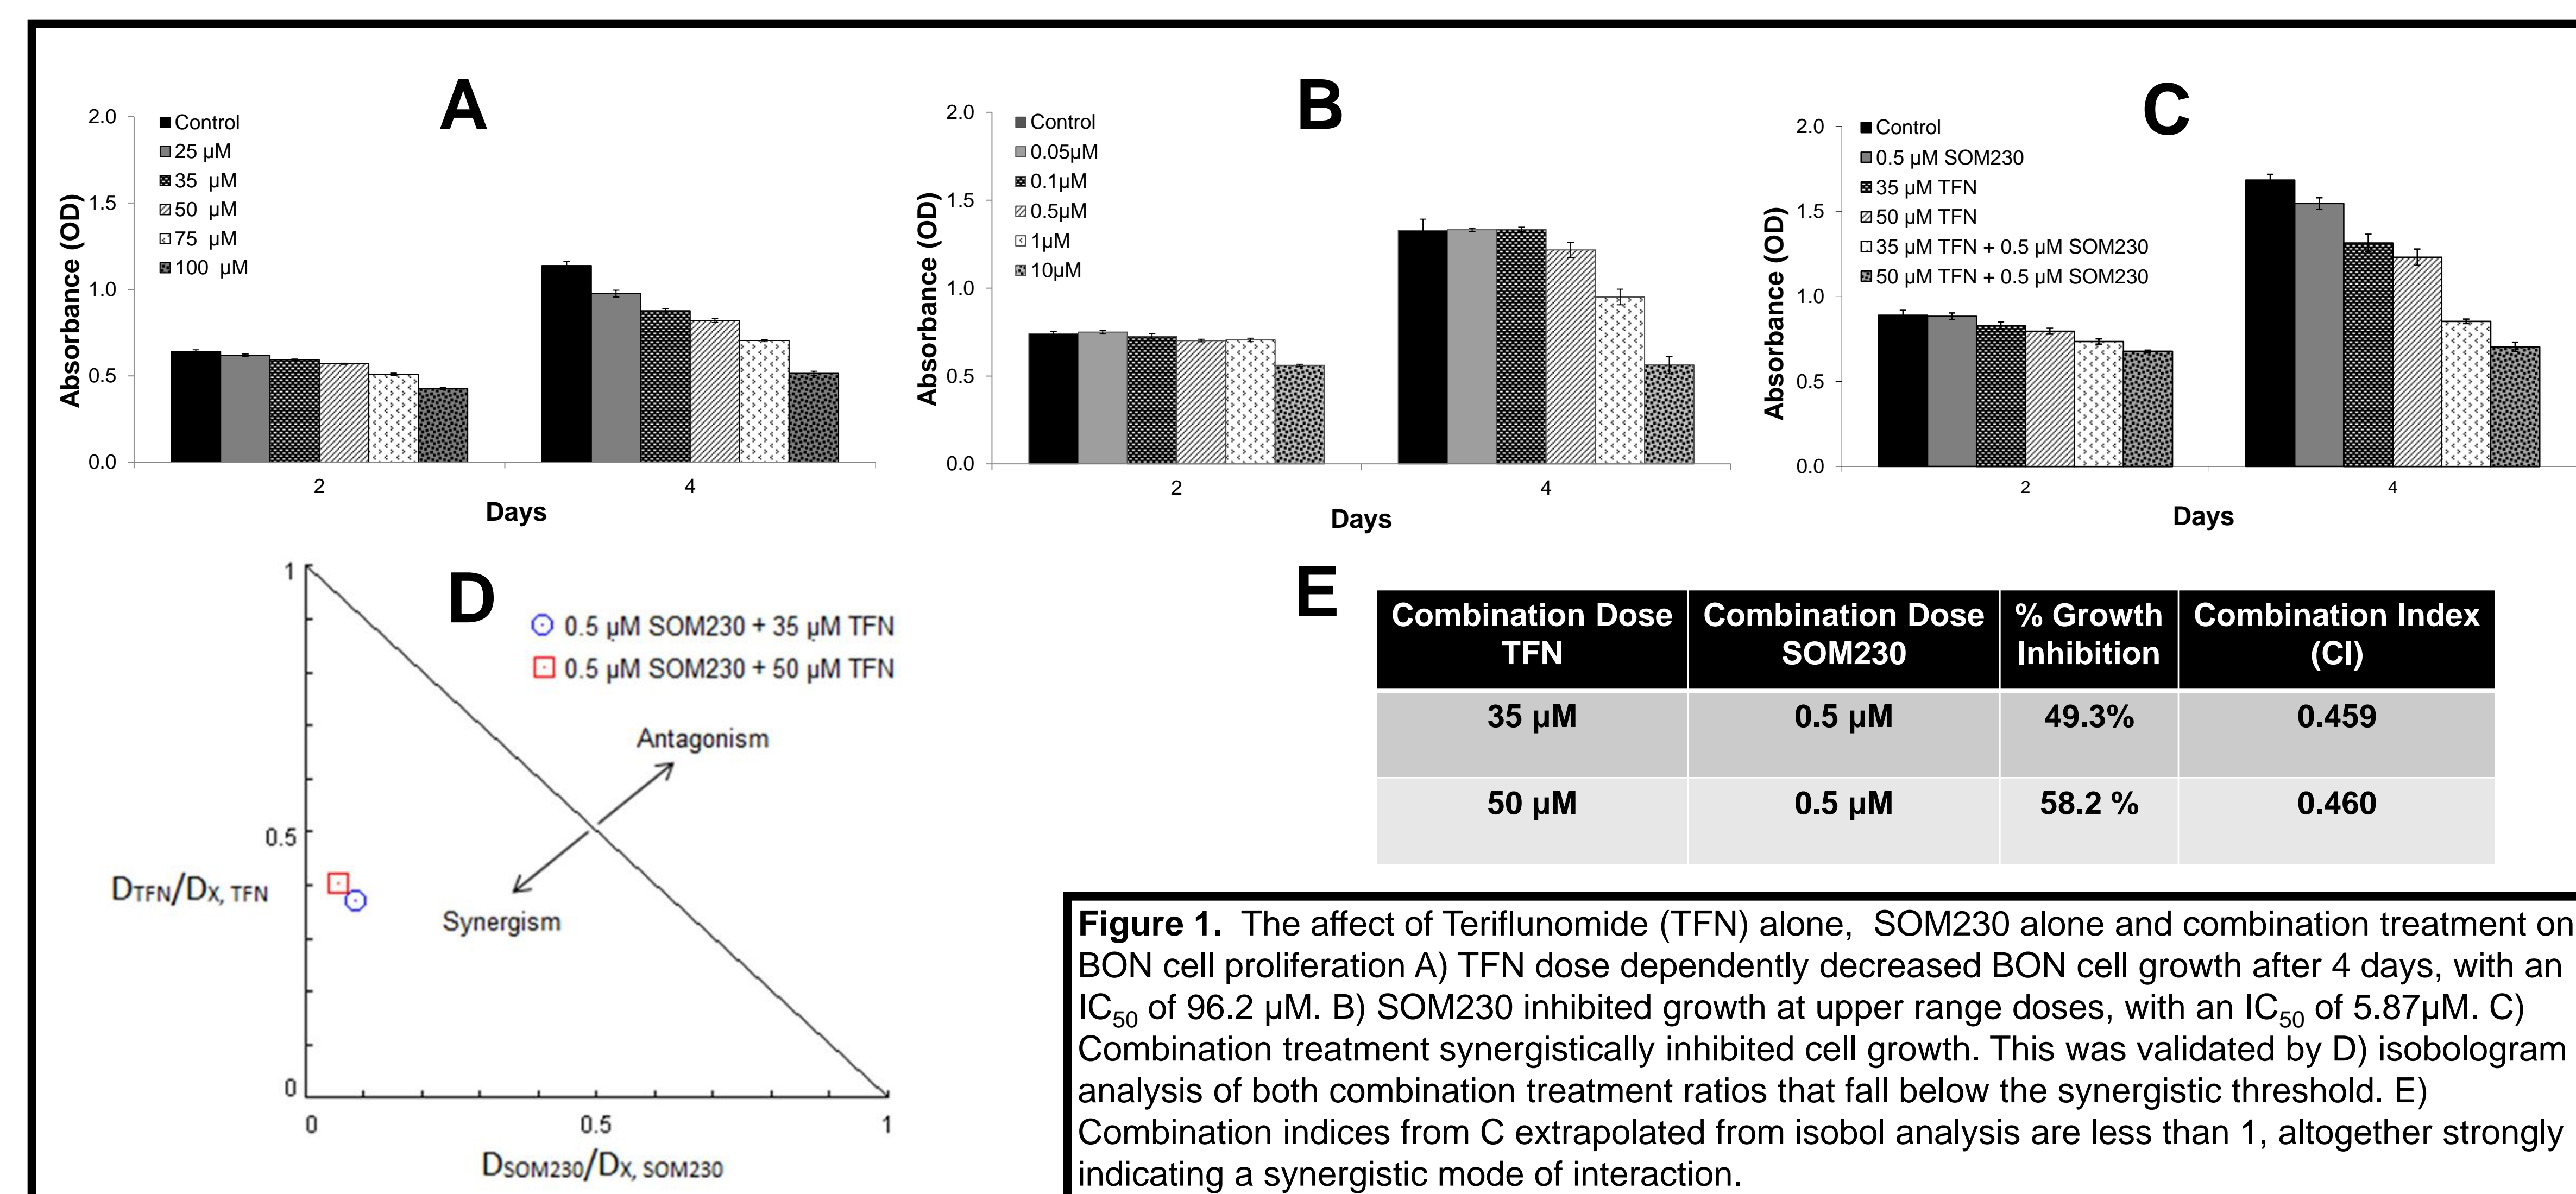 A
2.0
1.5
1.0
0.5
0.0
Absorbance (OD)
Control
25 µM
35 µM
50 µM
75 µM
100 µM
2
4
Days
B
2.0
1.5
1.0
0.5
0.0
Absorbance (OD)
Control
0.05µM
0.1µM
0.5µM
1µM
10µM
2
4
Days
C
2.0
1.5
1.0
0.5
0.0
Absorbance (OD)
Control
0.5 µM SOM230
35 µM TFN
50 µM TFN
35 µM TFN + 0.5 µM SOM230
50 µM TFN + 0.5 µM SOM230
2
4
Days
D
1
0.5
0
DTFN/DX, TFN
0.5 µM SOM230 + 35 µM TFN
0.5 µM SOM230 + 50 µM TFN
Antagonism
Synergism
0
0.5
1
DSOM230/DX, SOM230
E
Combination Dose TFN
Combination Dose SOM230
% Growth Inhibition
Combination Index (CI)
35 µM 0.5 µM 49.3% 0.459
50 µM 0.5 µM 58.2 % 0.460
Figure 1. The affect of Teriflunomide (TFN) alone, SOM230 alone and combination treatment on
BON cell proliferation A) TFN dose dependently decreased BON cell growth after 4 days, with an
IC50 of 96.2 µM. B) SOM230 inhibited growth at upper range doses, with an IC50 of 5.87µM. C)
Combination treatment synergistically inhibited cell growth. This was validated by D) isobologram
analysis of both combination treatment ratios that fall below the synergistic threshold. E)
Combination indices from C extrapolated from isobol analysis are less than 1, altogether strongly
indicating a synergistic mode of interaction.